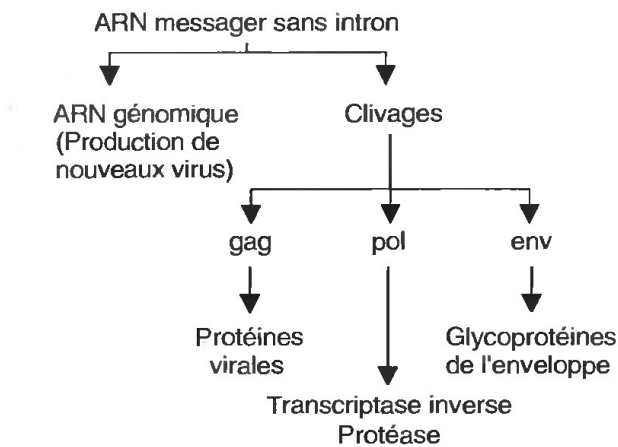 ARN messager sans intron
ARN génomique
(Production de
nouveaux virus)
Clivages
gag
pol
env
Protéines
virales
Glycoprotéines
de l'enveloppe
Transcriptase inverse
Protéase